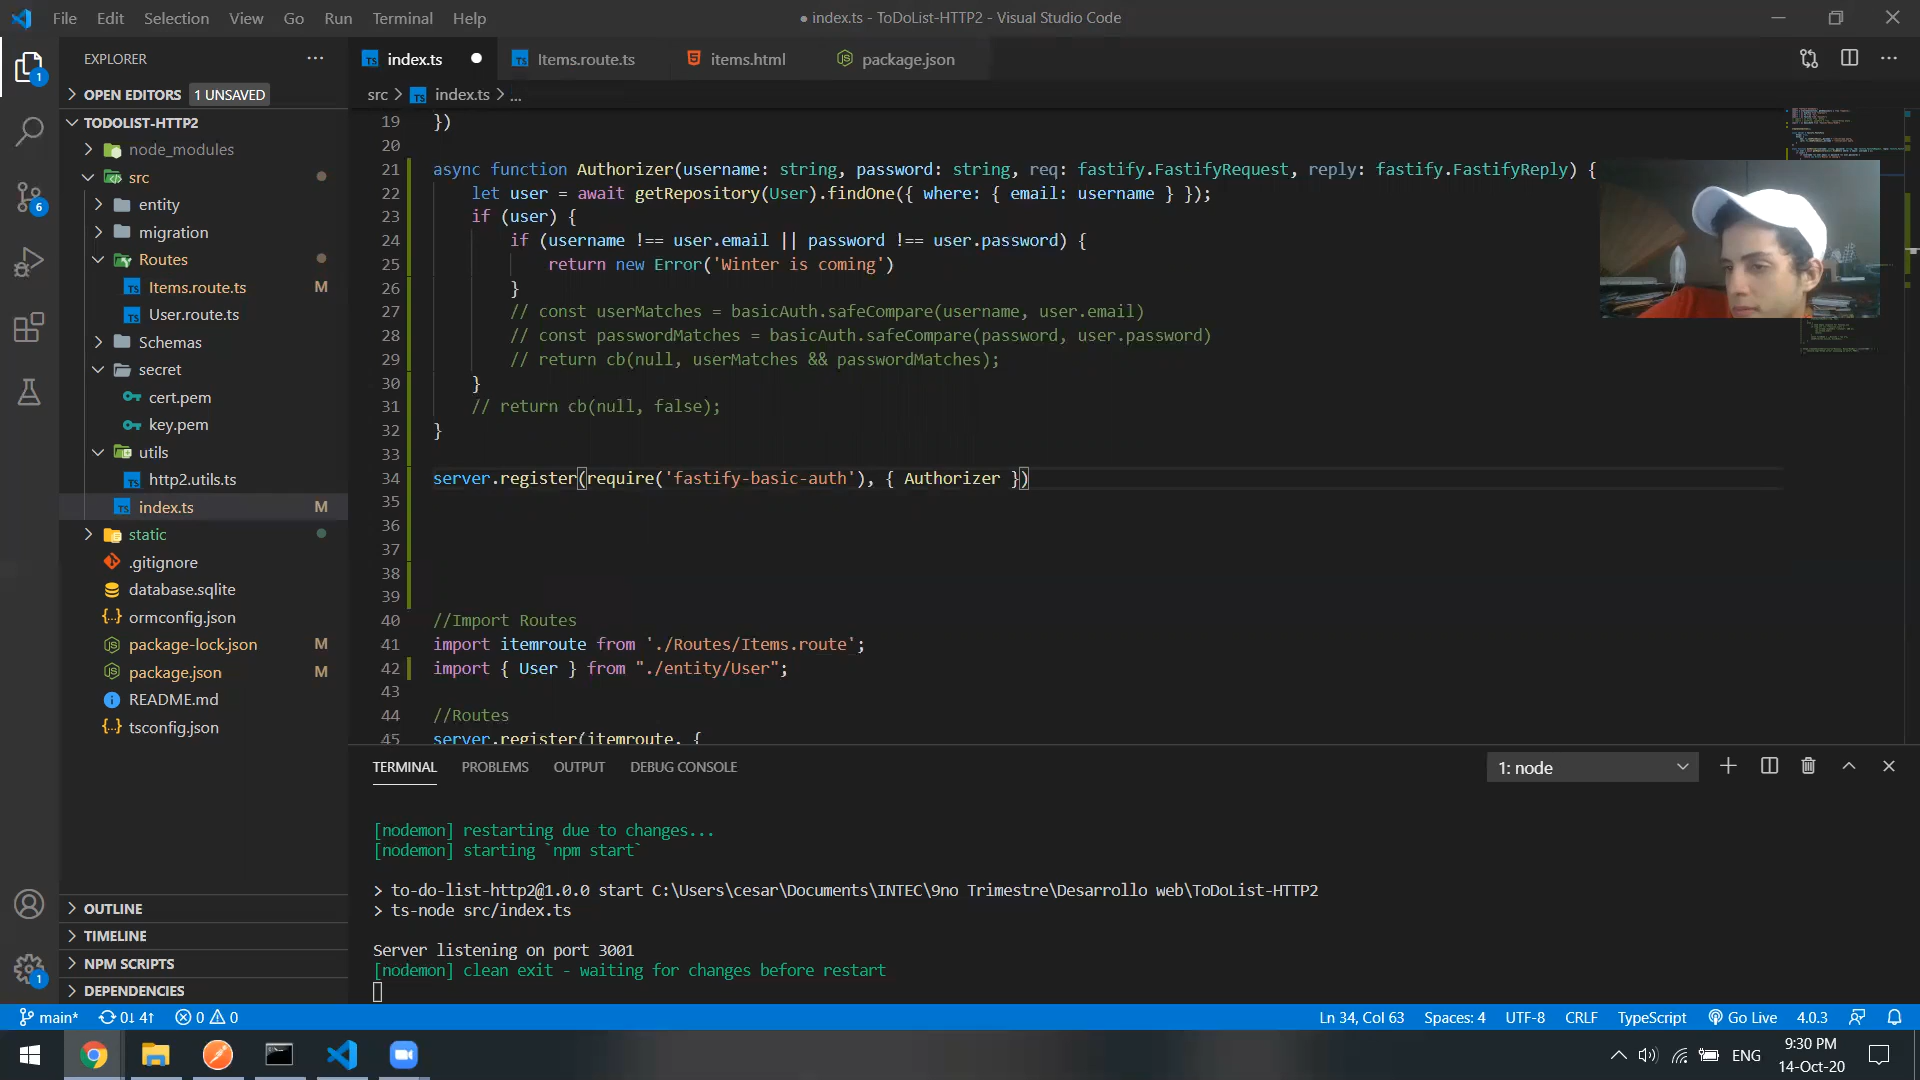 File Edit Selection View Go Run Terminal Help
● index.ts - ToDoList-HTTP2 - Visual Studio Code
EXPLORER
index.ts Items.route.ts items.html package.json
OPEN EDITORS 1 UNSAVED
src > index.ts > ...
TODOLIST-HTTP2
node_modules
src
entity
migration
Routes
Items.route.ts M
User.route.ts
Schemas
secret
cert.pem
key.pem
utils
http2.utils.ts
index.ts M
static
.gitignore
database.sqlite
ormconfig.json
package-lock.json M
package.json M
README.md
tsconfig.json
OUTLINE
TIMELINE
NPM SCRIPTS
DEPENDENCIES
19 })
20
21 async function Authorizer(username: string, password: string, req: fastify.FastifyRequest, reply: fastify.FastifyReply) {
22 let user = await getRepository(User).findOne({ where: { email: username } });
23 if (user) {
24 if (username !== user.email || password !== user.password) {
25 return new Error('Winter is coming')
26 }
27 // const userMatches = basicAuth.safeCompare(username, user.email)
28 // const passwordMatches = basicAuth.safeCompare(password, user.password)
29 // return cb(null, userMatches && passwordMatches);
30 }
31 // return cb(null, false);
32 }
33
34 server.register(require('fastify-basic-auth'), { Authorizer })
35
36
37
38
39
40 //Import Routes
41 import itemroute from './Routes/Items.route';
42 import { User } from "./entity/User";
43
44 //Routes
45 server.register(itemroute, {
TERMINAL PROBLEMS OUTPUT DEBUG CONSOLE
1: node
[nodemon] restarting due to changes...
[nodemon] starting `npm start`
> to-do-list-http2@1.0.0 start C:\Users\cesar\Documents\INTEC\9no Trimestre\Desarrollo web\ToDoList-HTTP2
> ts-node src/index.ts
Server listening on port 3001
[nodemon] clean exit - waiting for changes before restart
main* 0↓ 4↑ 0 0
Ln 34, Col 63 Spaces: 4 UTF-8 CRLF TypeScript Go Live 4.0.3
ENG
9:30 PM
14-Oct-20
1
6
1